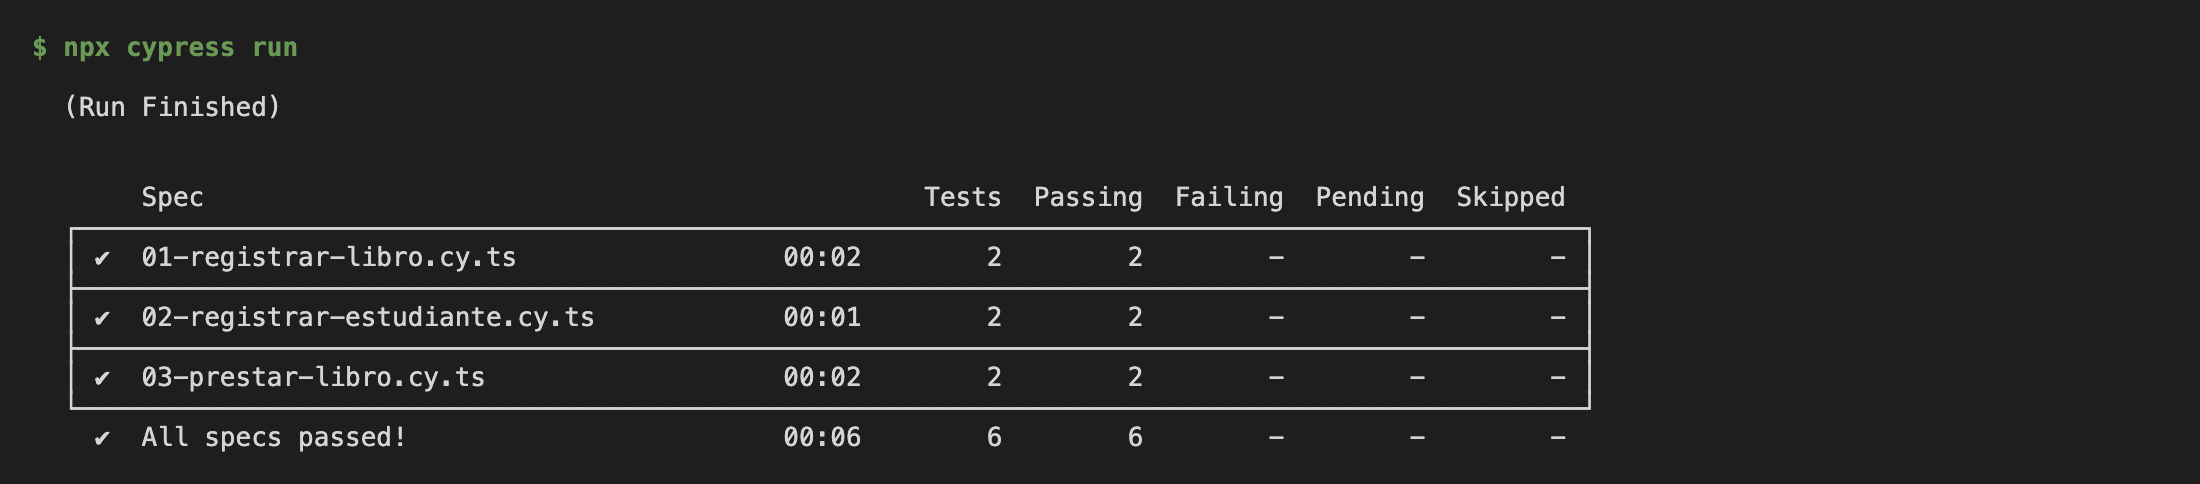 $ npx cypress run
(Run Finished)
Spec Tests Passing Failing Pending Skipped
✔ 01-registrar-libro.cy.ts 00:02 2 2 - - -
✔ 02-registrar-estudiante.cy.ts 00:01 2 2 - - -
✔ 03-prestar-libro.cy.ts 00:02 2 2 - - -
✔ All specs passed! 00:06 6 6 - - -